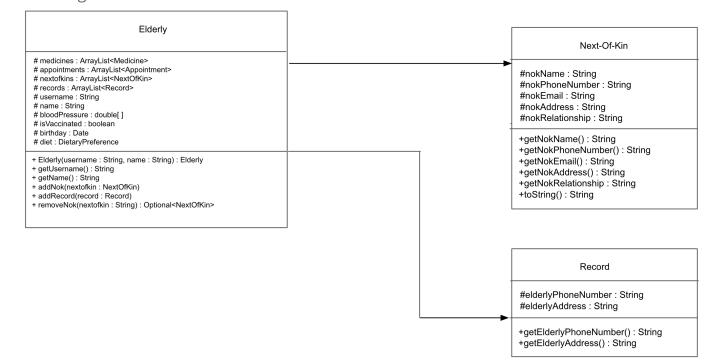 Elderly
# medicines : ArrayList<Medicine>
# appointments : ArrayList<Appointment>
# nextofkins : ArrayList<NextOfKin>
# records : ArrayList<Record>
# username : String
# name : String
# bloodPressure : double[ ]
# isVaccinated : boolean
# birthday : Date
# diet : DietaryPreference
+ Elderly(username : String, name : String) : Elderly
+ getUsername() : String
+ getName() : String
+ addNok(nextofkin : NextOfKin)
+ addRecord(record : Record)
+ removeNok(nextofkin : String) : Optional<NextOfKin>
Next-Of-Kin
#nokName : String
#nokPhoneNumber : String
#nokEmail : String
#nokAddress : String
#nokRelationship : String
+getNokName() : String
+getNokPhoneNumber() : String
+getNokEmail() : String
+getNokAddress() : String
+getNokRelationship : String
+toString() : String
Record
#elderlyPhoneNumber : String
#elderlyAddress : String
+getElderlyPhoneNumber() : String
+getElderlyAddress() : String